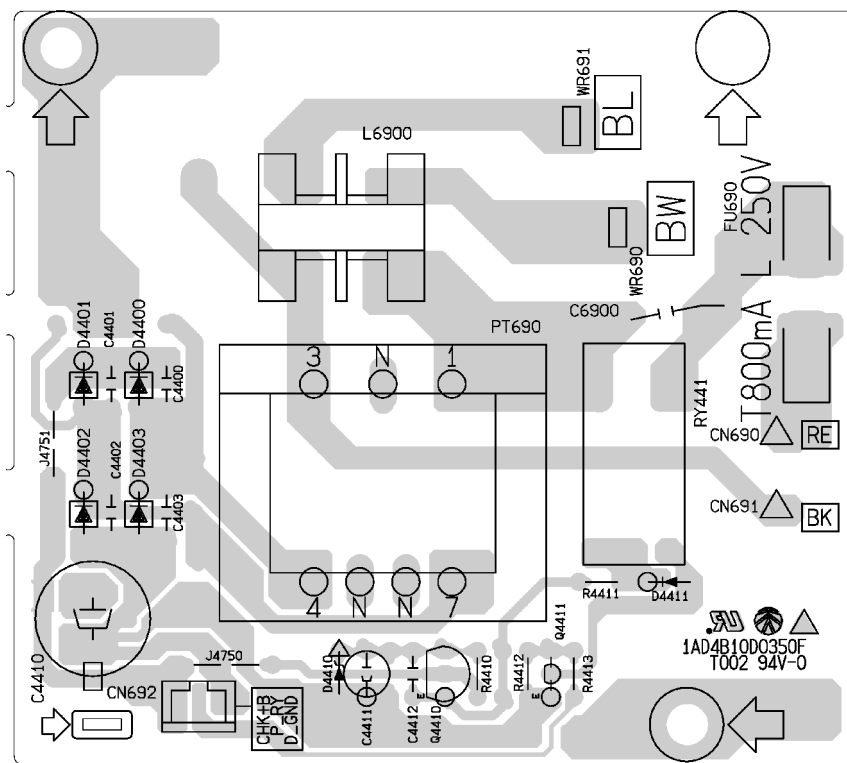 WR691
BL
L6900
BW
WR690
FU690
L 250V
T800mA
C6900
PT690
D4401
C4401
D4400
C4400
3
N
1
RY441
J4751
D4402
C4402
D4403
C4403
CN690
RE
CN691
BK
4
N
N
7
R4411
D4411
Q4411
1AD4B10D0350F
T002 94V-0
C4410
CN692
J4750
CHK+B
P_RY
D_GND
D4410
C4411
C4412
E
Q4410
R4410
R4412
E
R4413